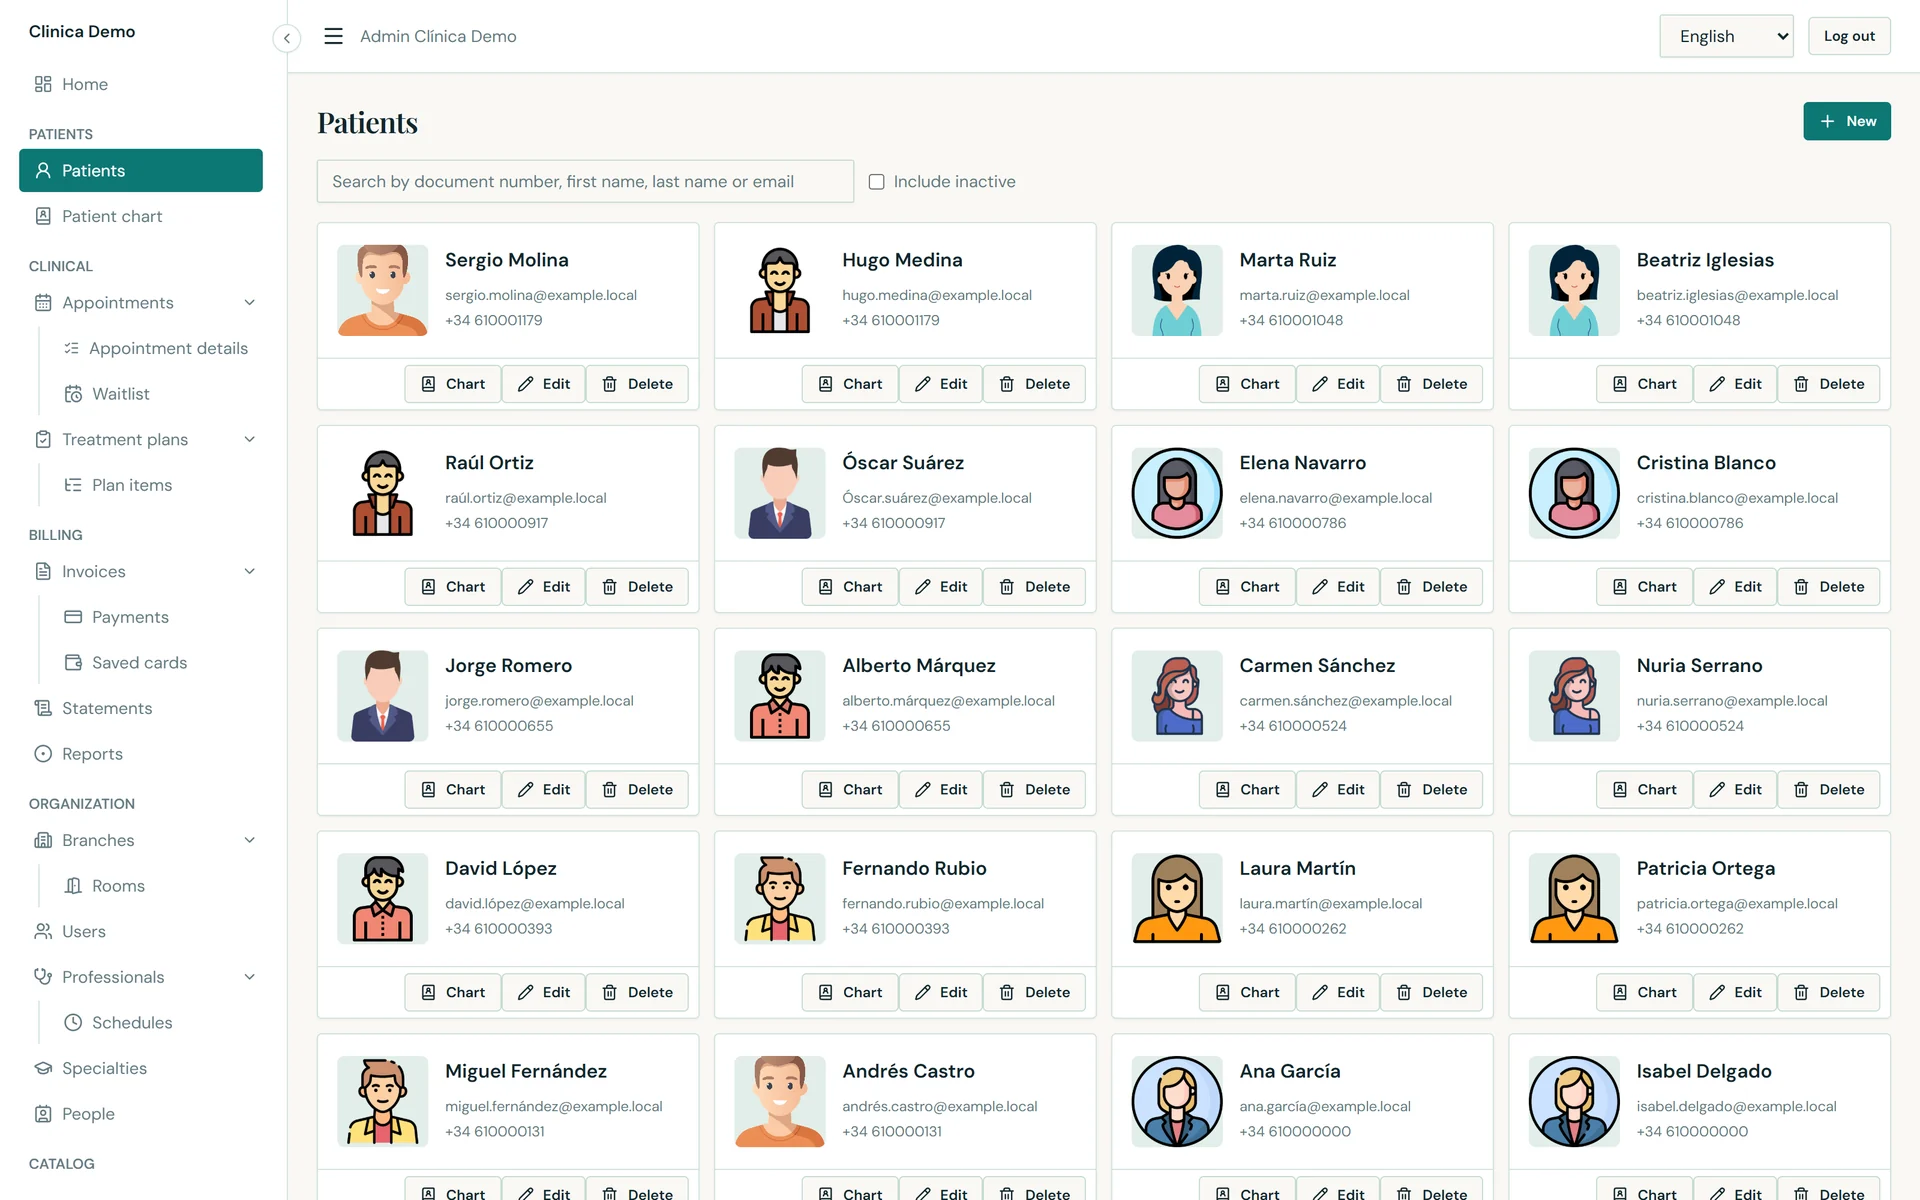 Clinica Demo
Home
PATIENTS
Patients
Patient chart
CLINICAL
Appointments
Appointment details
Waitlist
Treatment plans
Plan items
BILLING
Invoices
Payments
Saved cards
Statements
Reports
ORGANIZATION
Branches
Rooms
Users
Professionals
Schedules
Specialties
People
CATALOG
Admin Clínica Demo
English
Log out
Patients
New
Search by document number, first name, last name or email
Include inactive
Sergio Molina
sergio.molina@example.local
+34 610001179
Chart Edit Delete
Hugo Medina
hugo.medina@example.local
+34 610001179
Chart Edit Delete
Marta Ruiz
marta.ruiz@example.local
+34 610001048
Chart Edit Delete
Beatriz Iglesias
beatriz.iglesias@example.local
+34 610001048
Chart Edit Delete
Raúl Ortiz
raúl.ortiz@example.local
+34 610000917
Chart Edit Delete
Óscar Suárez
Óscar.suárez@example.local
+34 610000917
Chart Edit Delete
Elena Navarro
elena.navarro@example.local
+34 610000786
Chart Edit Delete
Cristina Blanco
cristina.blanco@example.local
+34 610000786
Chart Edit Delete
Jorge Romero
jorge.romero@example.local
+34 610000655
Chart Edit Delete
Alberto Márquez
alberto.márquez@example.local
+34 610000655
Chart Edit Delete
Carmen Sánchez
carmen.sánchez@example.local
+34 610000524
Chart Edit Delete
Nuria Serrano
nuria.serrano@example.local
+34 610000524
Chart Edit Delete
David López
david.lópez@example.local
+34 610000393
Chart Edit Delete
Fernando Rubio
fernando.rubio@example.local
+34 610000393
Chart Edit Delete
Laura Martín
laura.martín@example.local
+34 610000262
Chart Edit Delete
Patricia Ortega
patricia.ortega@example.local
+34 610000262
Chart Edit Delete
Miguel Fernández
miguel.fernández@example.local
+34 610000131
Chart Edit Delete
Andrés Castro
andrés.castro@example.local
+34 610000131
Chart Edit Delete
Ana García
ana.garcía@example.local
+34 610000000
Chart Edit Delete
Isabel Delgado
isabel.delgado@example.local
+34 610000000
Chart Edit Delete